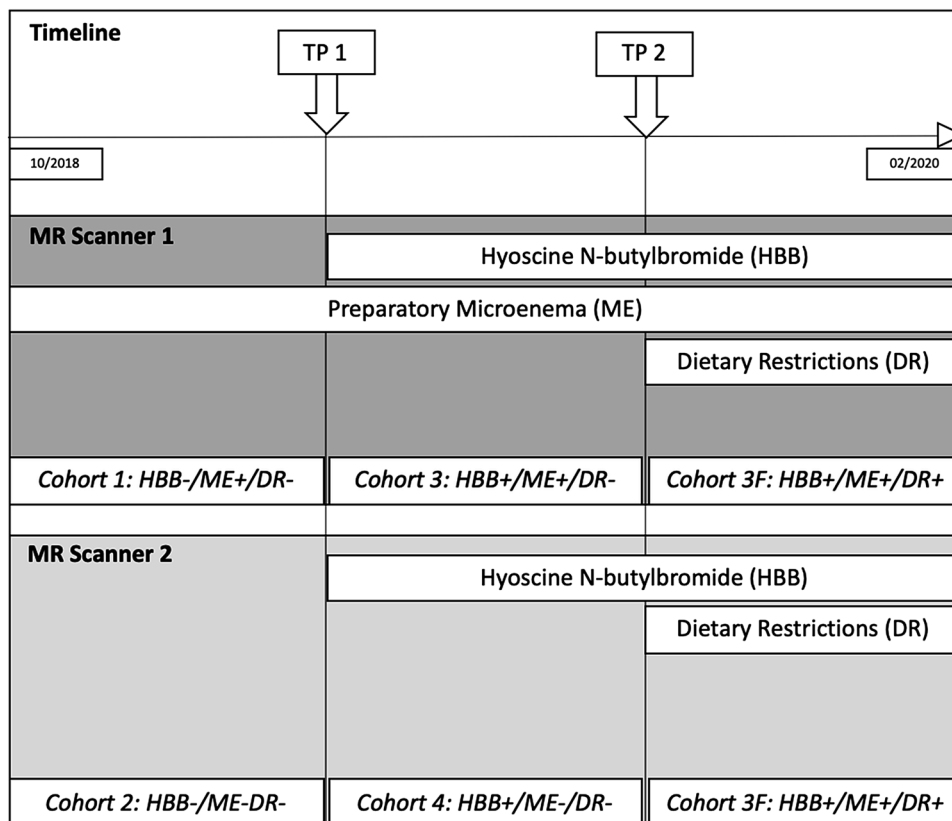 Timeline
TP 1
TP 2
10/2018
02/2020
MR Scanner 1
Hyoscine N-butylbromide (HBB)
Preparatory Microenema (ME)
Dietary Restrictions (DR)
Cohort 1: HBB-/ME+/DR-
Cohort 3: HBB+/ME+/DR-
Cohort 3F: HBB+/ME+/DR+
MR Scanner 2
Hyoscine N-butylbromide (HBB)
Dietary Restrictions (DR)
Cohort 2: HBB-/ME-DR-
Cohort 4: HBB+/ME-/DR-
Cohort 3F: HBB+/ME+/DR+